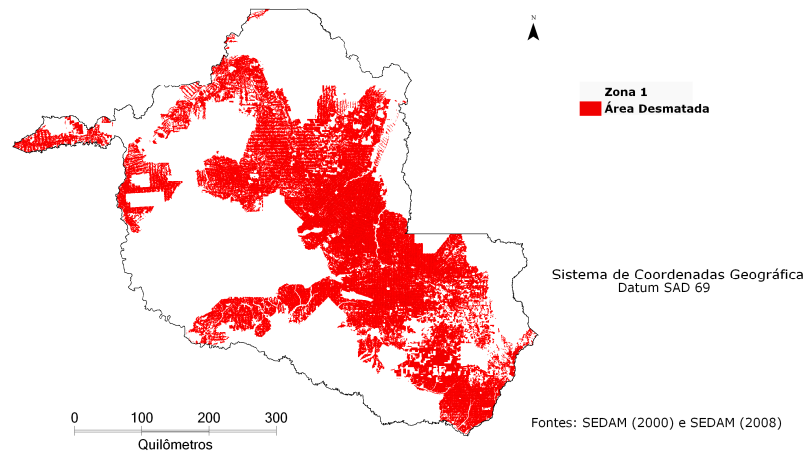 N
Zona 1
Área Desmatada
Sistema de Coordenadas Geográfica
Datum SAD 69
0 100 200 300
Quilômetros
Fontes: SEDAM (2000) e SEDAM (2008)